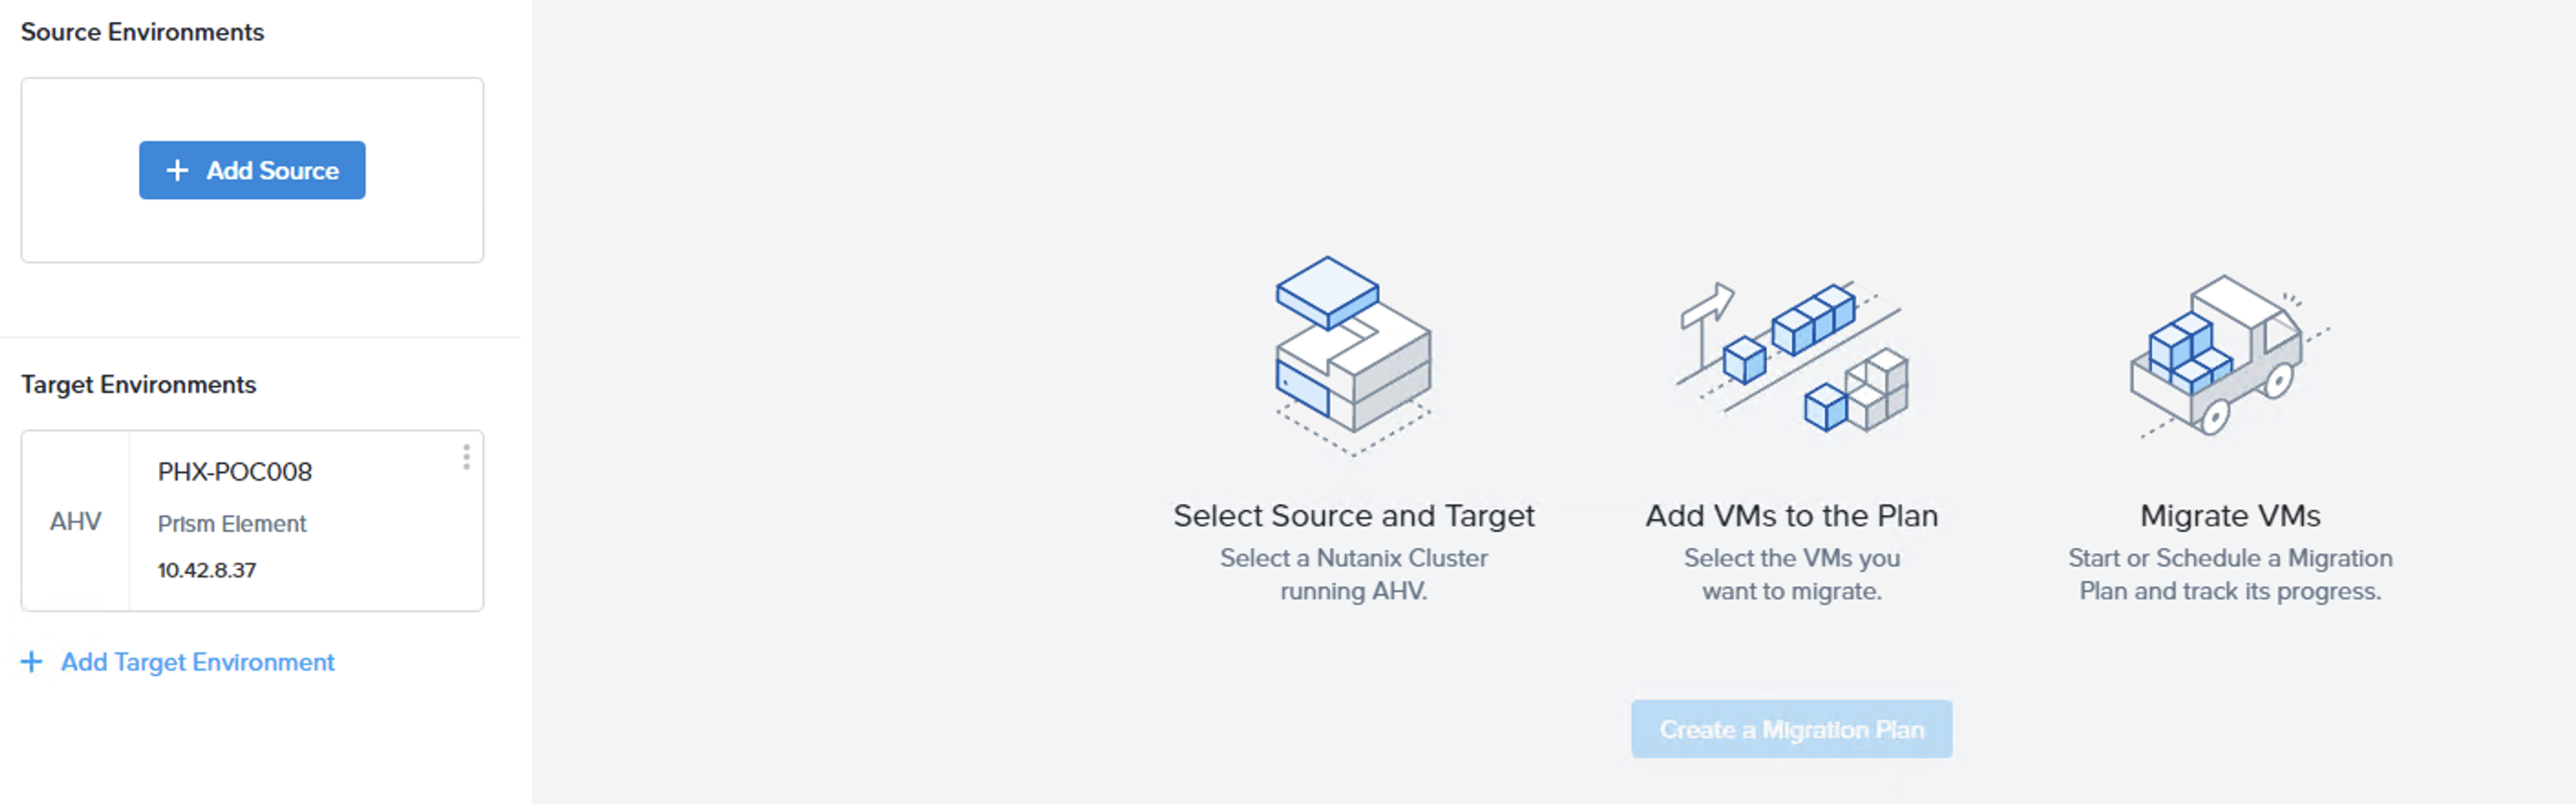 Source Environments
+ Add Source
Target Environments
AHV
PHX-POC008
Prism Element
10.42.8.37
+ Add Target Environment
Select Source and Target
Select a Nutanix Cluster
running AHV.
Add VMs to the Plan
Select the VMs you
want to migrate.
Migrate VMs
Start or Schedule a Migration
Plan and track its progress.
Create a Migration Plan